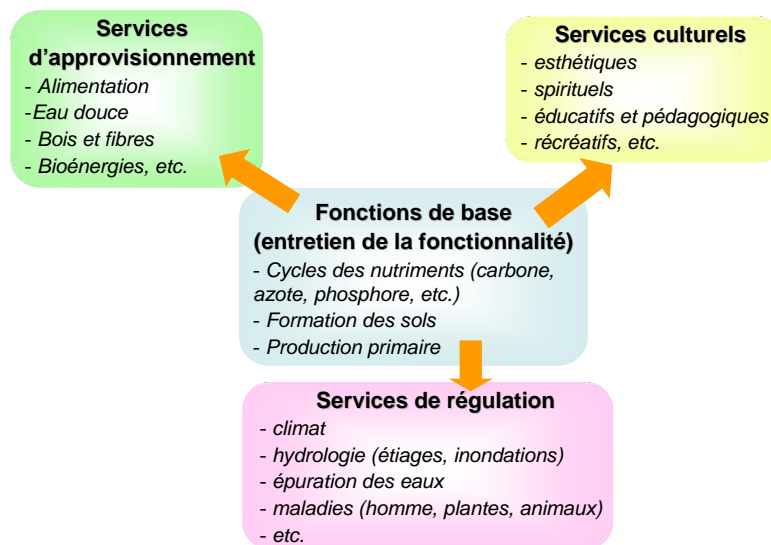 Services
d'approvisionnement
- Alimentation
-Eau douce
- Bois et fibres
- Bioénergies, etc.
Services culturels
- esthétiques
- spirituels
- éducatifs et pédagogiques
- récréatifs, etc.
Fonctions de base
(entretien de la fonctionnalité)
- Cycles des nutriments (carbone,
azote, phosphore, etc.)
- Formation des sols
- Production primaire
Services de régulation
- climat
- hydrologie (étiages, inondations)
- épuration des eaux
- maladies (homme, plantes, animaux)
- etc.